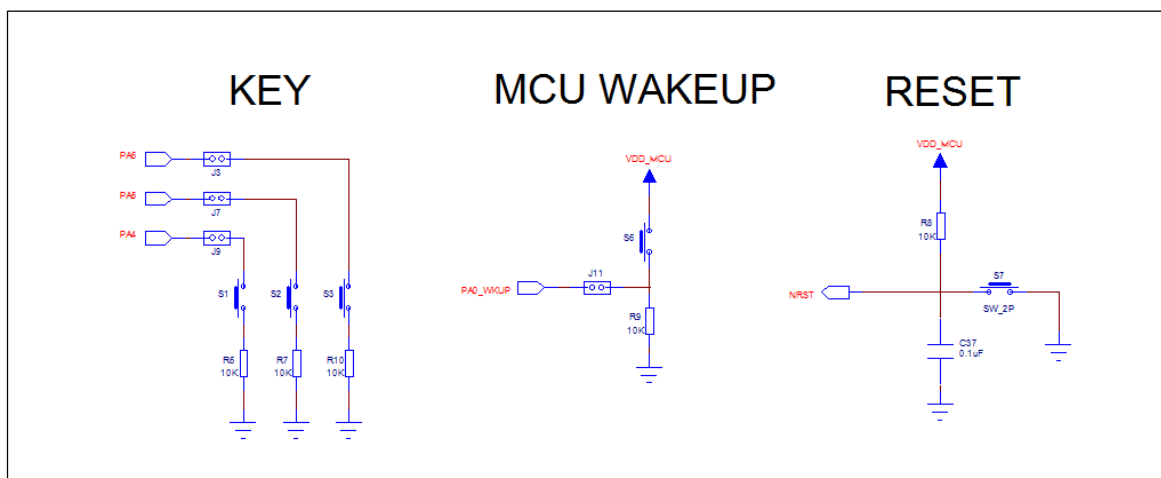 KEY
PA6
J3
PA5
J7
PA4
J9
S1
S2
S3
R6
10K
R7
10K
R10
10K
MCU WAKEUP
VDD_MCU
S6
J11
PA0_WKUP
R9
10K
RESET
VDD_MCU
R8
10K
S7
NRST
SW_2P
C37
0.1uF